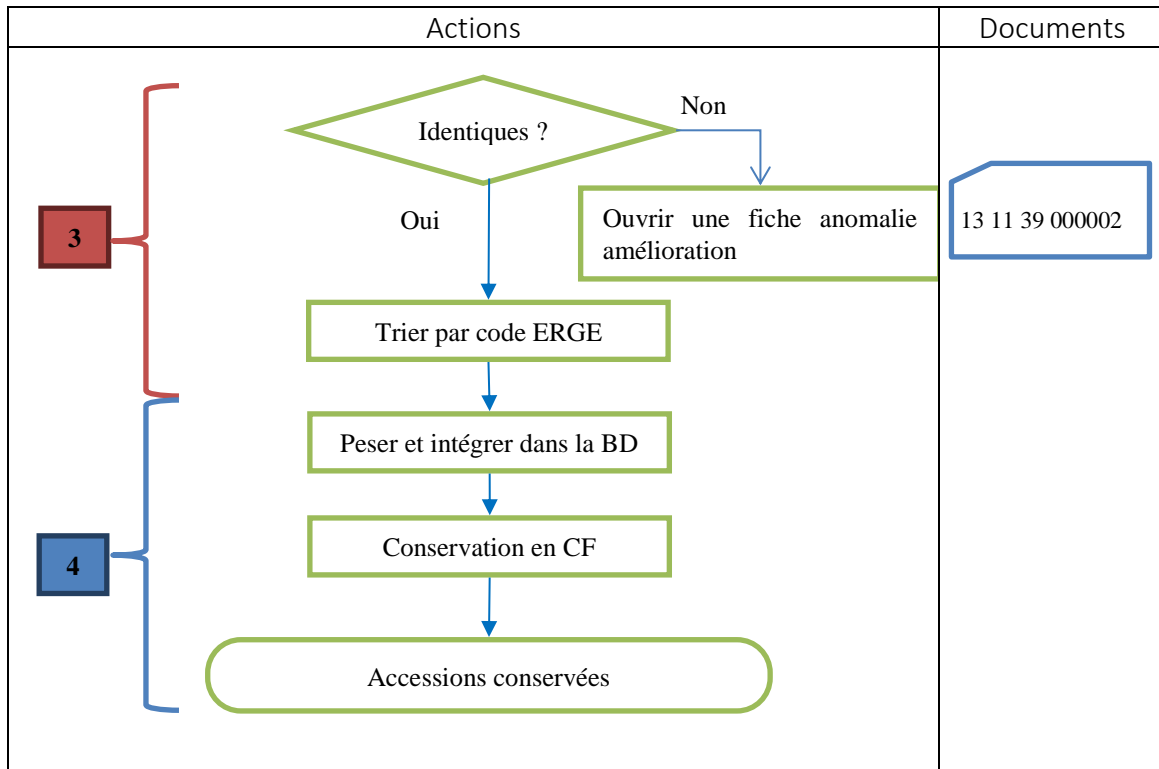 Actions
Documents
Identiques ?
Non
Oui
Ouvrir une fiche anomalie
amélioration
13 11 39 000002
3
Trier par code ERGE
Peser et intégrer dans la BD
Conservation en CF
4
Accessions conservées